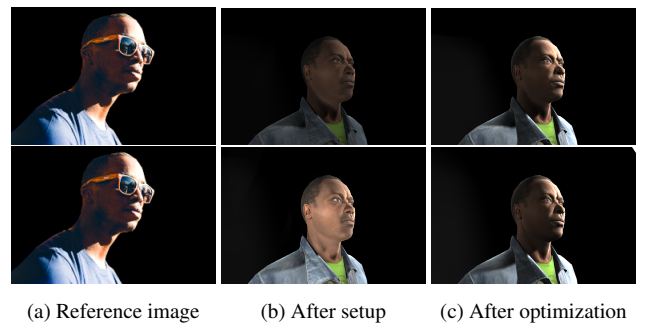 (a) Reference image
(b) After setup
(c) After optimization